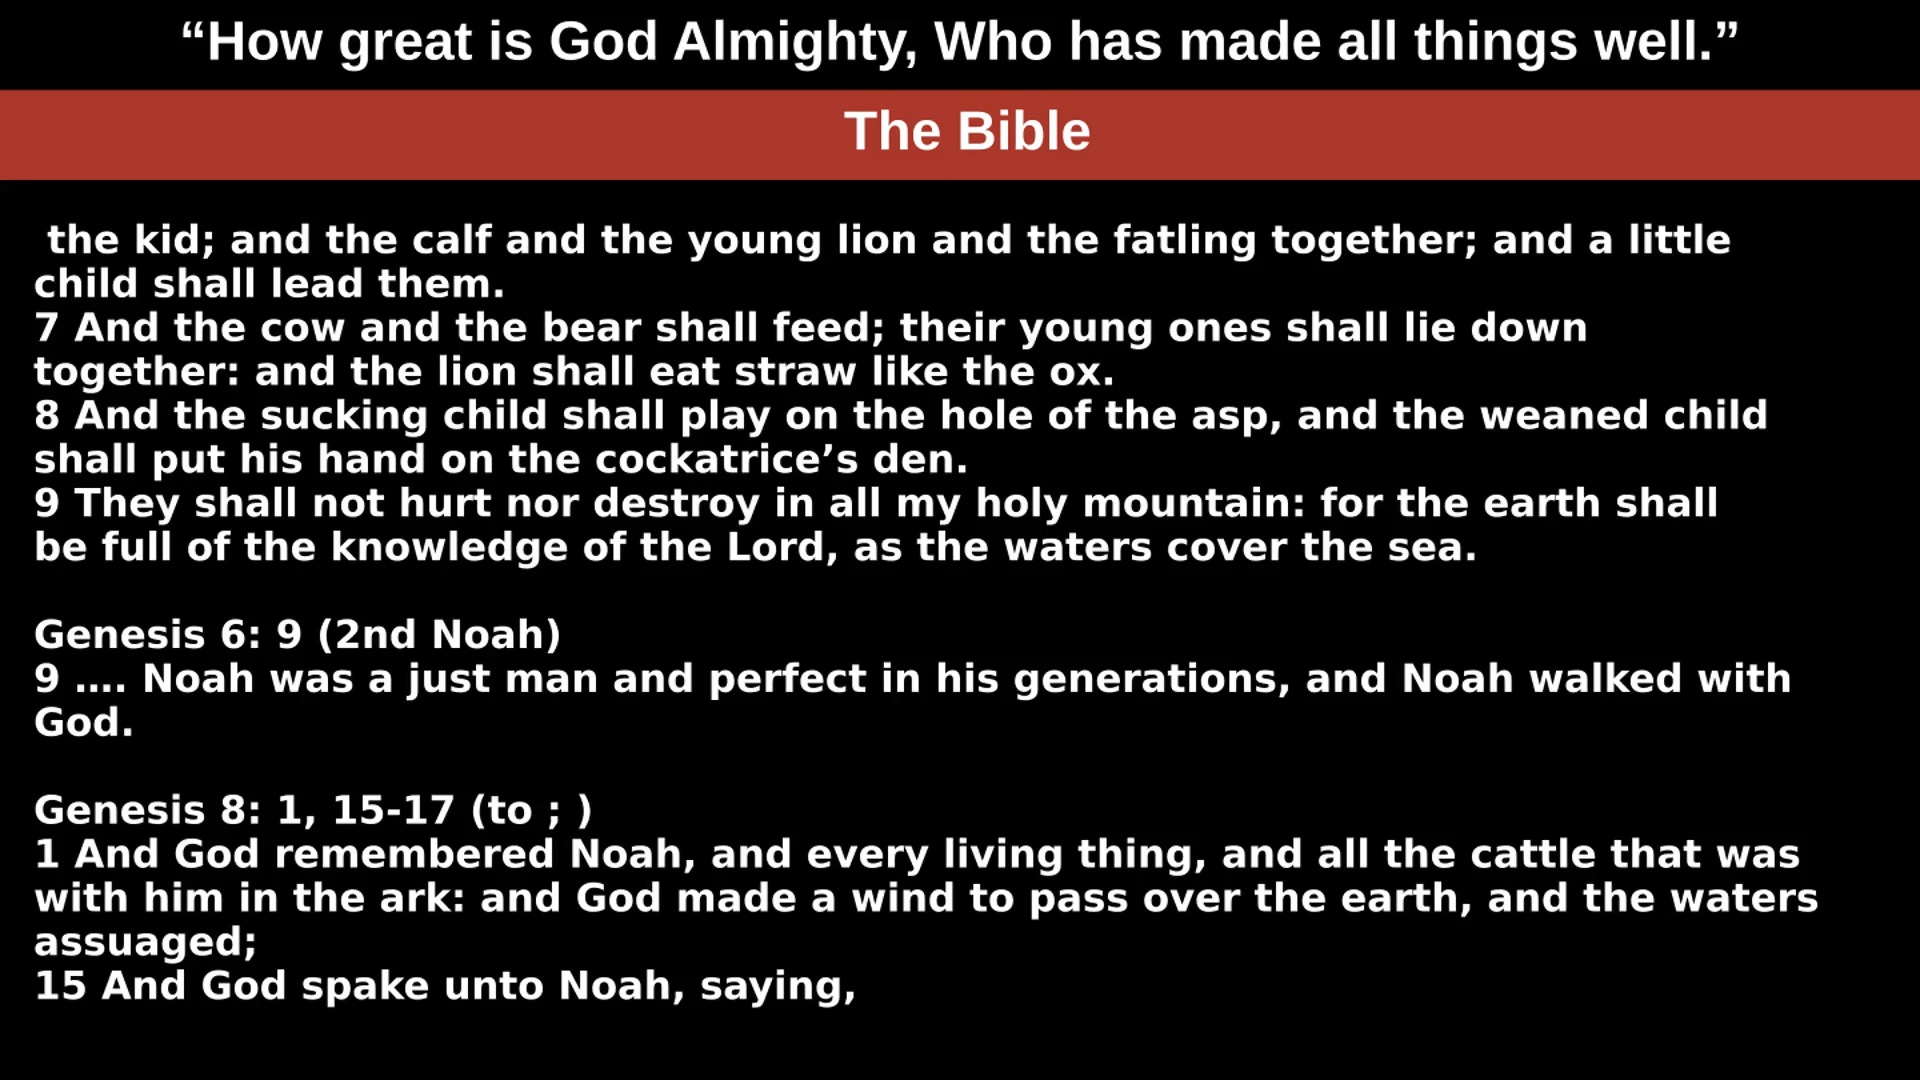 “How great is God Almighty, Who has made all things well.”
The Bible
the kid; and the calf and the young lion and the fatling together; and a little
child shall lead them.
7 And the cow and the bear shall feed; their young ones shall lie down
together: and the lion shall eat straw like the ox.
8 And the sucking child shall play on the hole of the asp, and the weaned child
shall put his hand on the cockatrice’s den.
9 They shall not hurt nor destroy in all my holy mountain: for the earth shall
be full of the knowledge of the Lord, as the waters cover the sea.
Genesis 6: 9 (2nd Noah)
9 …. Noah was a just man and perfect in his generations, and Noah walked with
God.
Genesis 8: 1, 15-17 (to ; )
1 And God remembered Noah, and every living thing, and all the cattle that was
with him in the ark: and God made a wind to pass over the earth, and the waters
assuaged;
15 And God spake unto Noah, saying,